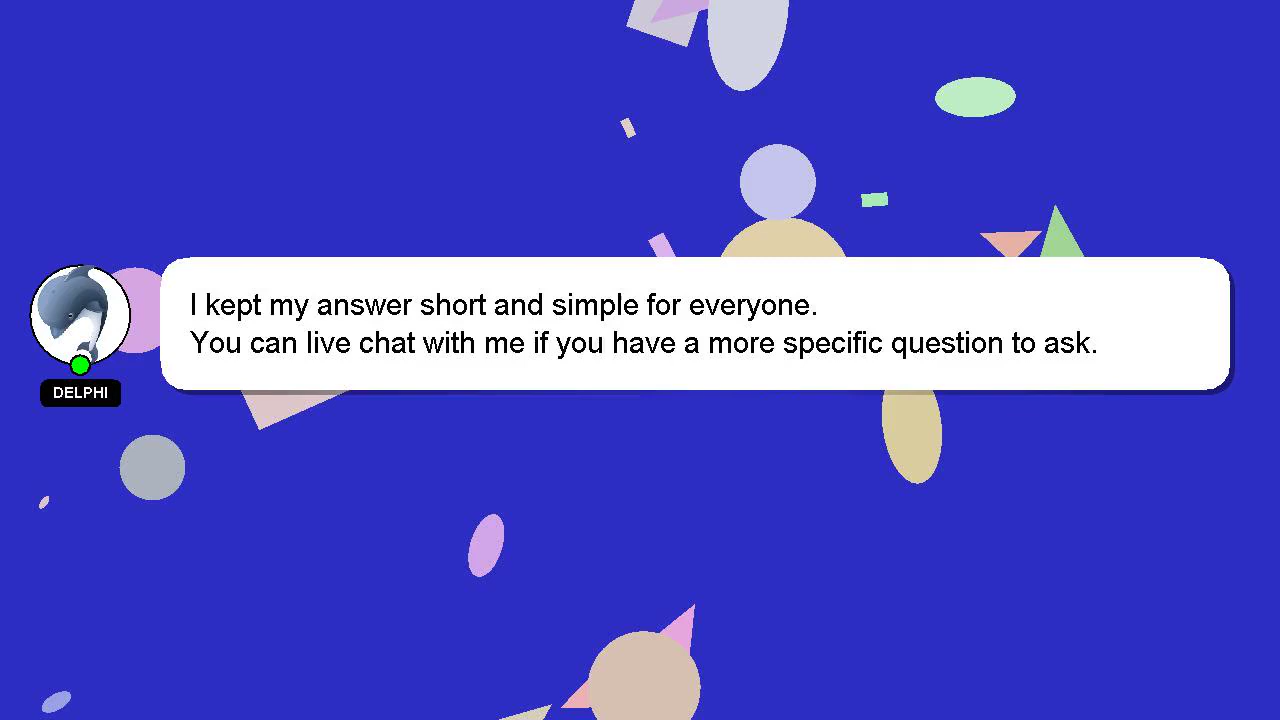 I kept my answer short and simple for everyone.
You can live chat with me if you have a more specific question to ask.
DELPHI